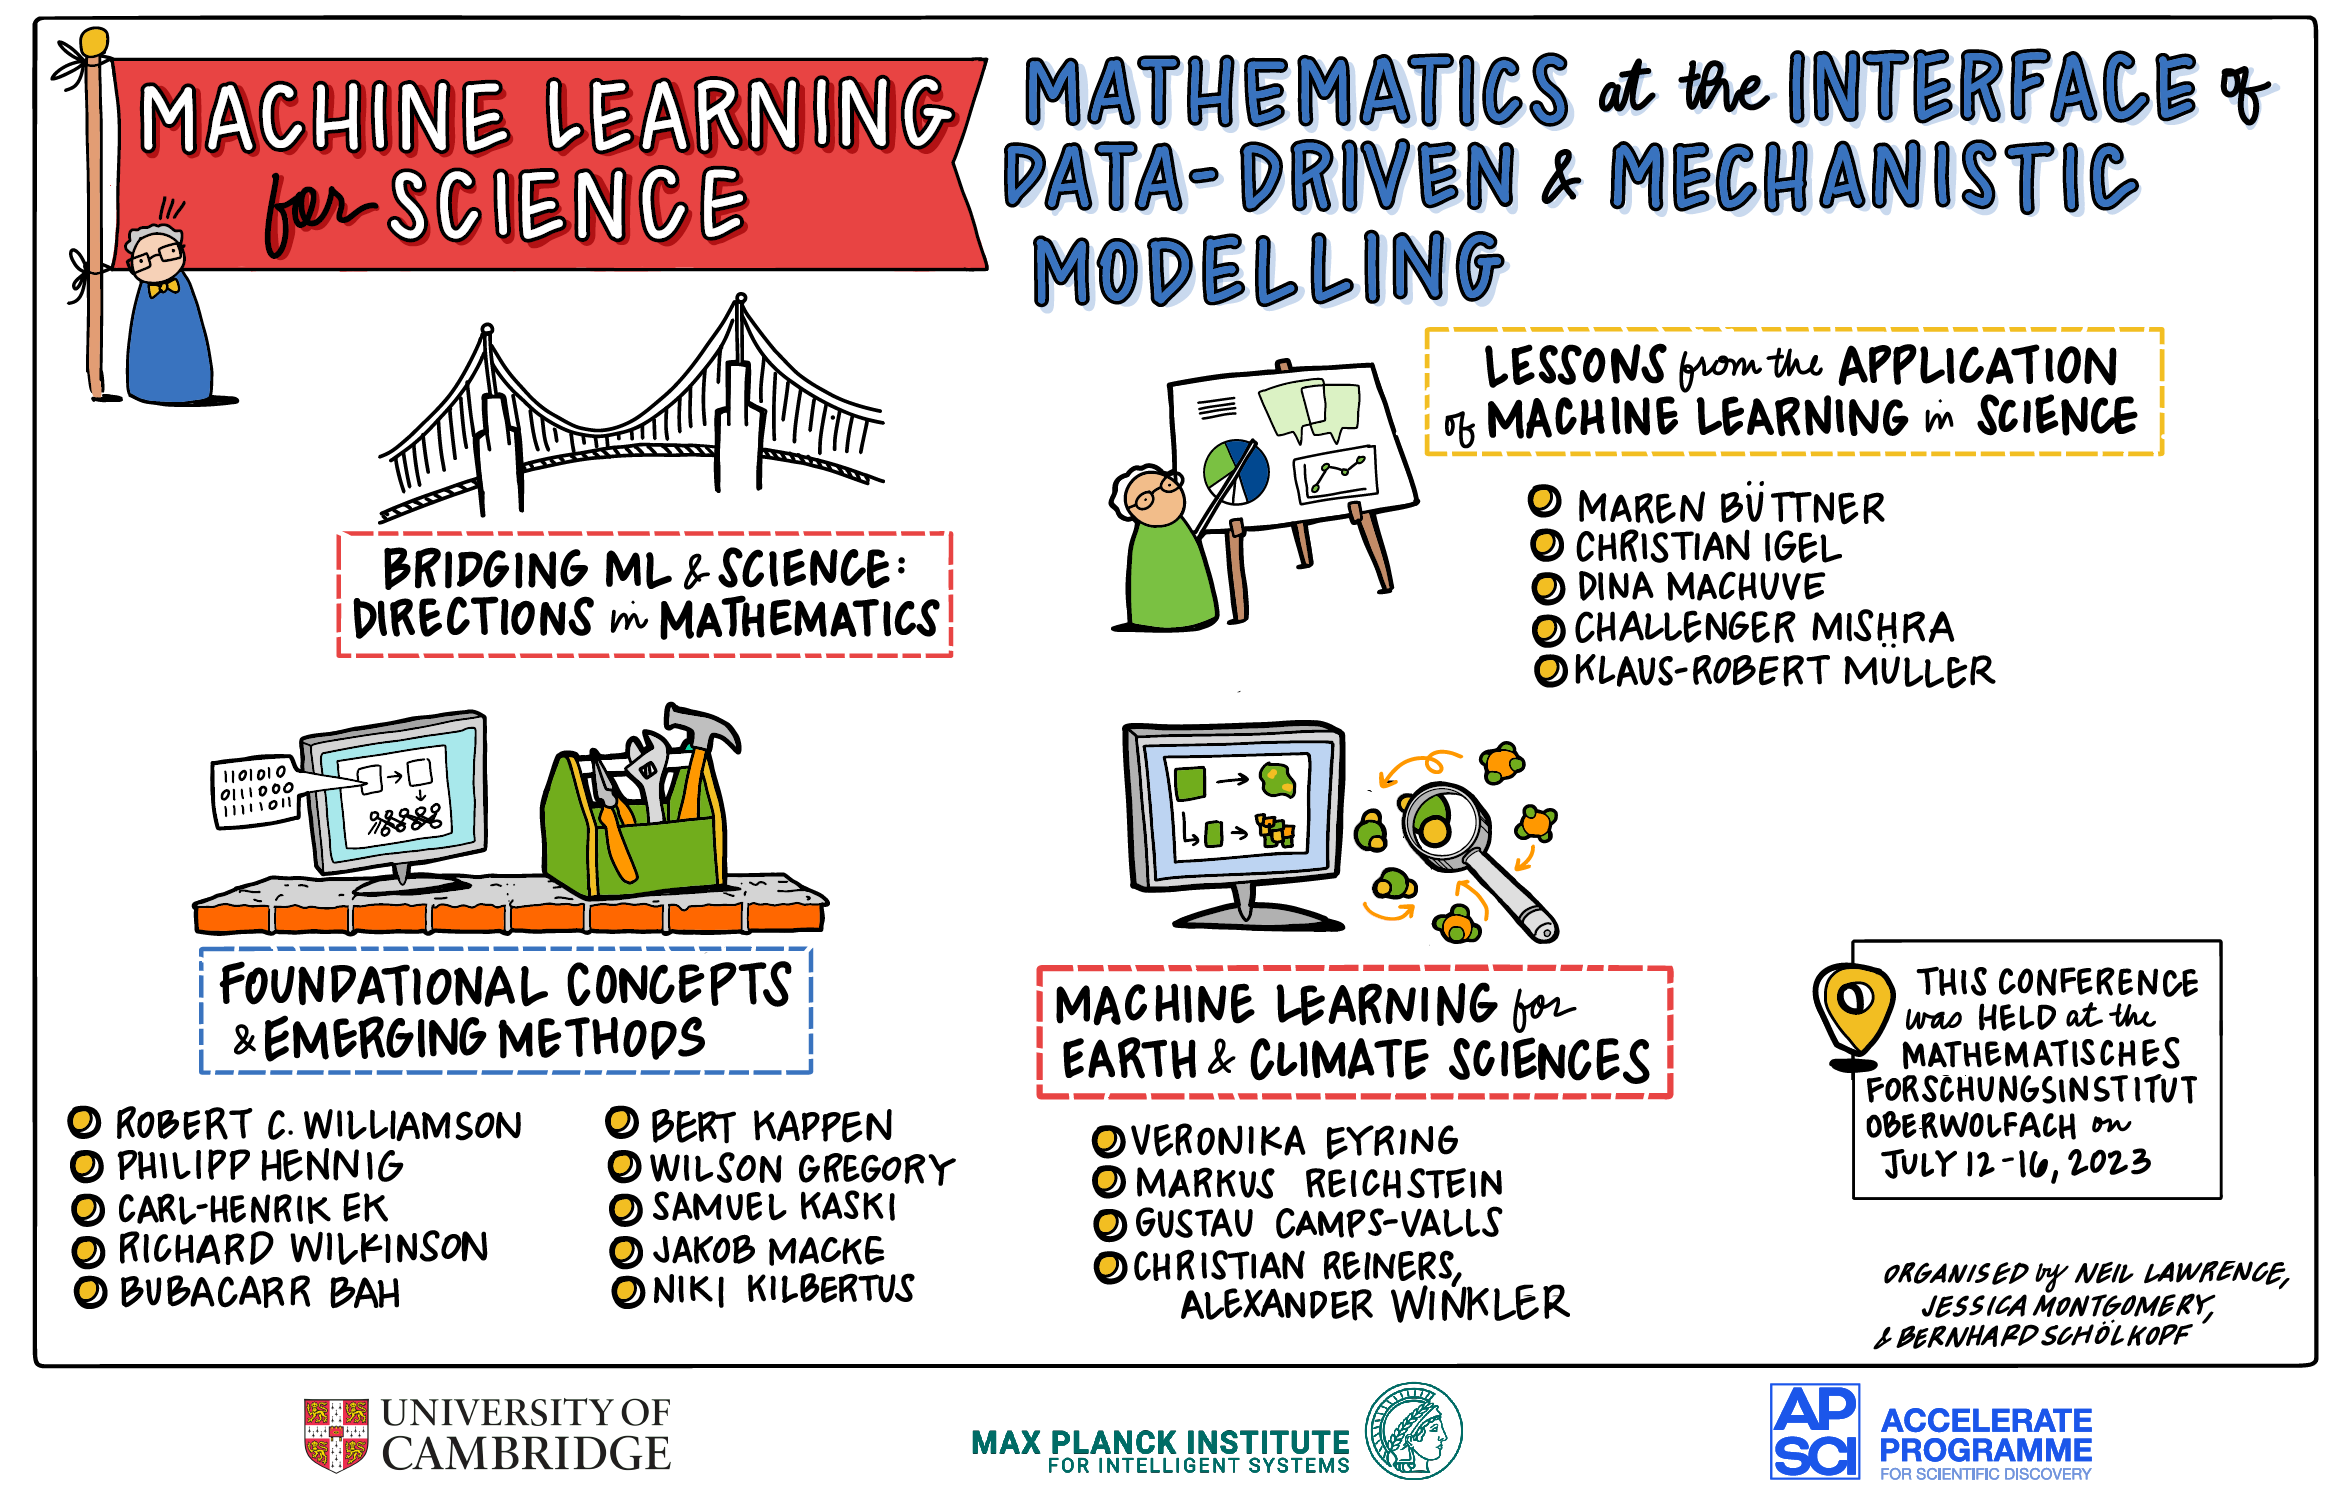 MACHINE LEARNING
for SCIENCE
MATHEMATICS at the INTERFACE of
DATA-DRIVEN & MECHANISTIC
MODELLING
BRIDGING ML & SCIENCE:
DIRECTIONS in MATHEMATICS
LESSONS from the APPLICATION
of MACHINE LEARNING in SCIENCE
MAREN BÜTTNER
CHRISTIAN IGEL
DINA MACHUVE
CHALLENGER MISHRA
KLAUS-ROBERT MÜLLER
110101 0
0111 000
11111 011
FOUNDATIONAL CONCEPTS
& EMERGING METHODS
ROBERT C. WILLIAMSON
PHILIPP HENNIG
CARL-HENRIK EK
RICHARD WILKINSON
BUBACARR BAH
BERT KAPPEN
WILSON GREGORY
SAMUEL KASKI
JAKOB MACKE
NIKI KILBERTUS
MACHINE LEARNING for
EARTH & CLIMATE SCIENCES
VERONIKA EYRING
MARKUS REICHSTEIN
GUSTAU CAMPS-VALLS
CHRISTIAN REINERS,
ALEXANDER WINKLER
THIS CONFERENCE
was HELD at the
MATHEMATISCHES
FORSCHUNGSINSTITUT
OBERWOLFACH on
JULY 12-16, 2023
ORGANISED by NEIL LAWRENCE,
JESSICA MONTGOMERY,
& BERNHARD SCHÖLKOPF
UNIVERSITY OF
CAMBRIDGE
MAX PLANCK INSTITUTE
FOR INTELLIGENT SYSTEMS
AP
SCI
ACCELERATE
PROGRAMME
FOR SCIENTIFIC DISCOVERY